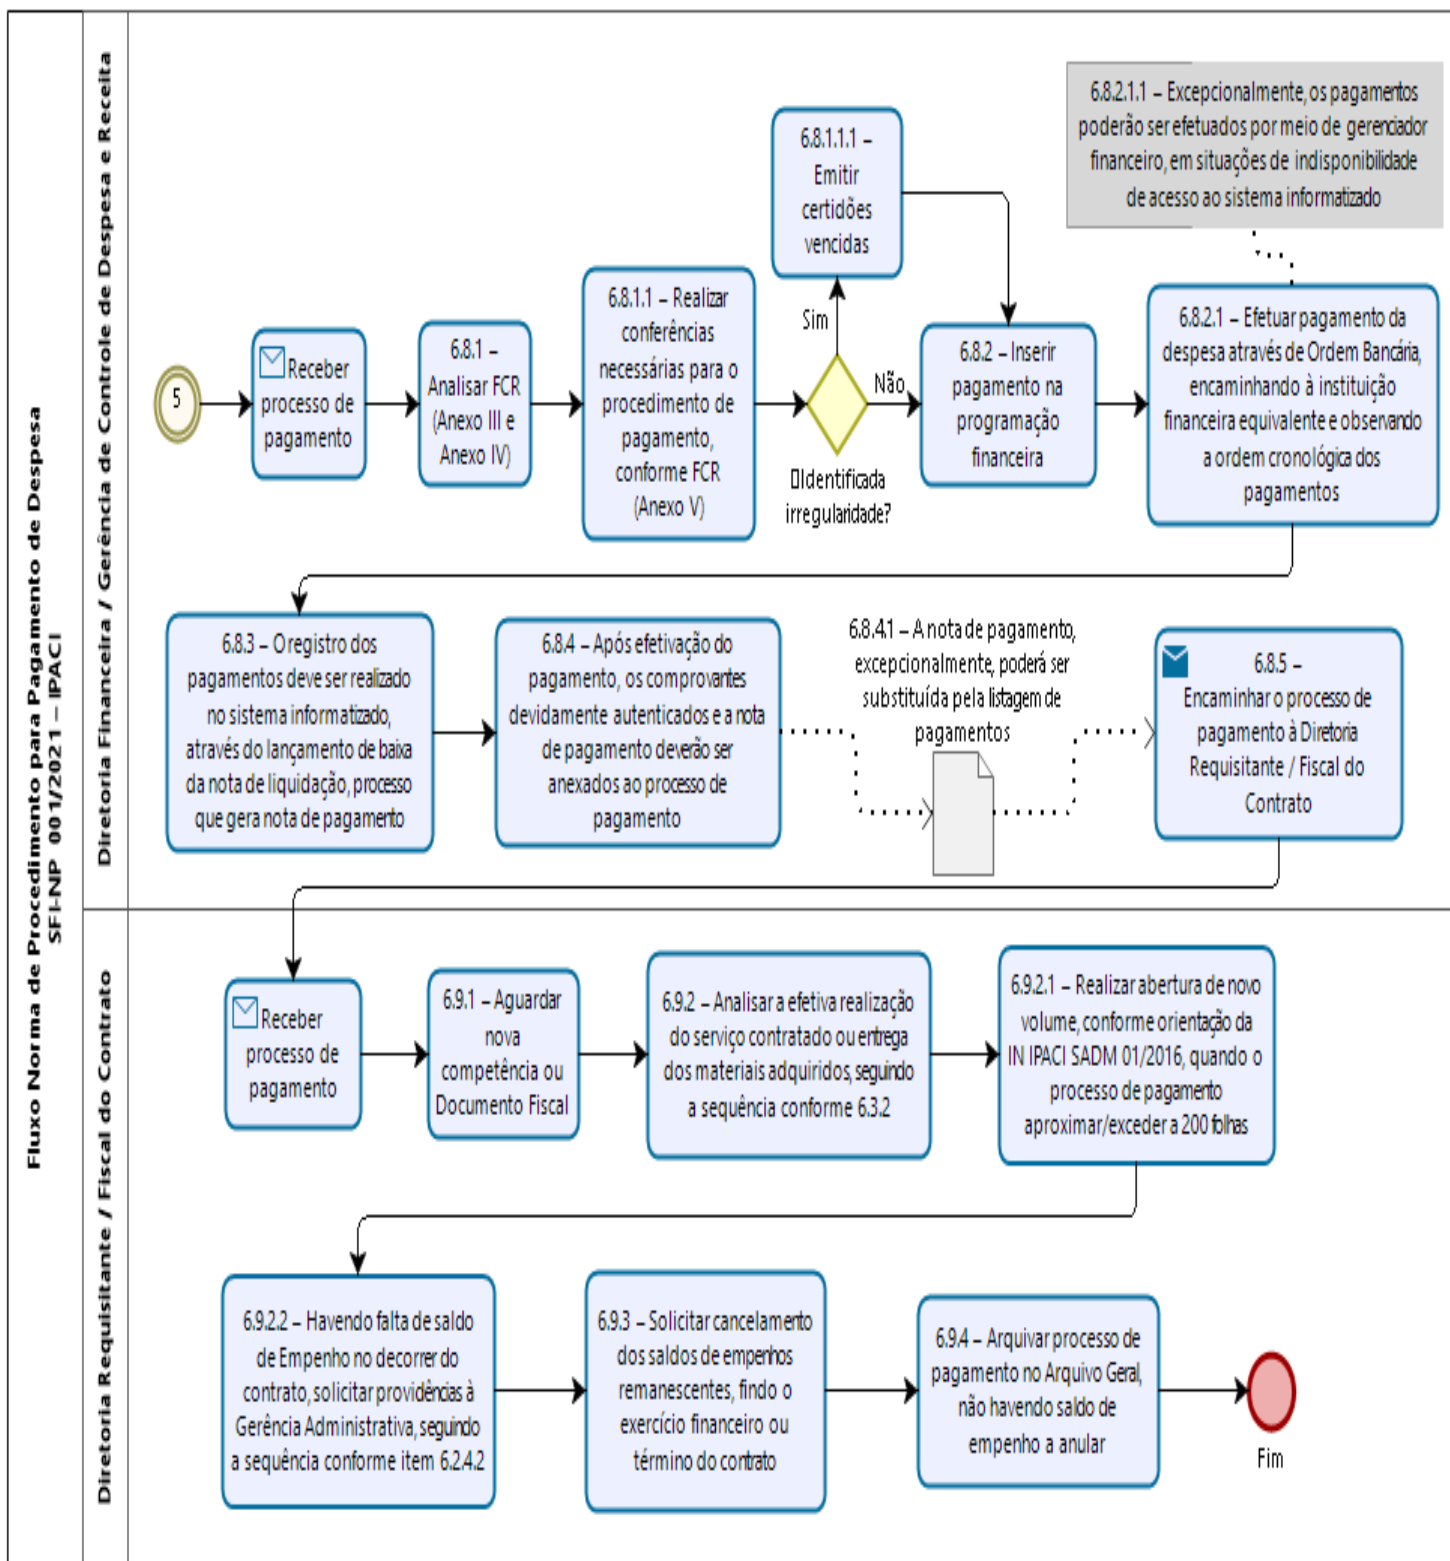 Fluxo Norma de Procedimento para Pagamento de Despesa
SFI-NP 001/2021 – IPACI
Diretoria Financeira / Gerência de Controle de Despesa e Receita
5
Receber
processo de
pagamento
6.8.1 –
Analisar FCR
(Anexo III e
Anexo IV)
6.8.1.1 – Realizar
conferências
necessárias para o
procedimento de
pagamento,
conforme FCR
(Anexo V)
6.8.1.1.1 –
Emitir
certidões
vencidas
Sim
Não
Identificada
irregularidade?
6.8.2 – Inserir
pagamento na
programação
financeira
6.8.2.1.1 – Excepcionalmente, os pagamentos
poderão ser efetuados por meio de gerenciador
financeiro, em situações de indisponibilidade
de acesso ao sistema informatizado
6.8.2.1 – Efetuar pagamento da
despesa através de Ordem Bancária,
encaminhando à instituição
financeira equivalente e observando
a ordem cronológica dos
pagamentos
6.8.3 – O registro dos
pagamentos deve ser realizado
no sistema informatizado,
através do lançamento de baixa
da nota de liquidação, processo
que gera nota de pagamento
6.8.4 – Após efetivação do
pagamento, os comprovantes
devidamente autenticados e a nota
de pagamento deverão ser
anexados ao processo de
pagamento
6.8.4.1 – A nota de pagamento,
excepcionalmente, poderá ser
substituída pela listagem de
pagamentos
6.8.5 –
Encaminhar o processo de
pagamento à Diretoria
Requisitante / Fiscal do
Contrato
Diretoria Requisitante / Fiscal do Contrato
Receber
processo de
pagamento
6.9.1 – Aguardar
nova
competência ou
Documento Fiscal
6.9.2 – Analisar a efetiva realização
do serviço contratado ou entrega
dos materiais adquiridos, seguindo
a sequência conforme 6.3.2
6.9.2.1 – Realizar abertura de novo
volume, conforme orientação da
IN IPACI SADM 01/2016, quando o
processo de pagamento
aproximar/exceder a 200 folhas
6.9.2.2 – Havendo falta de saldo
de Empenho no decorrer do
contrato, solicitar providências à
Gerência Administrativa, seguindo
a sequência conforme item 6.2.4.2
6.9.3 – Solicitar cancelamento
dos saldos de empenhos
remanescentes, findo o
exercício financeiro ou
término do contrato
6.9.4 – Arquivar processo de
pagamento no Arquivo Geral,
não havendo saldo de
empenho a anular
Fim